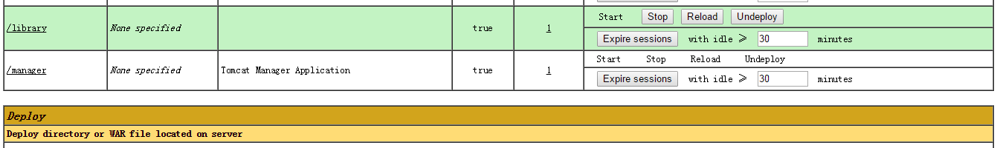 Start Stop Reload Undeploy
/library None specified true 1
Expire sessions with idle ≥ 30 minutes
Start Stop Reload Undeploy
/manager None specified Tomcat Manager Application true 1
Expire sessions with idle ≥ 30 minutes
Deploy
Deploy directory or WAR file located on server